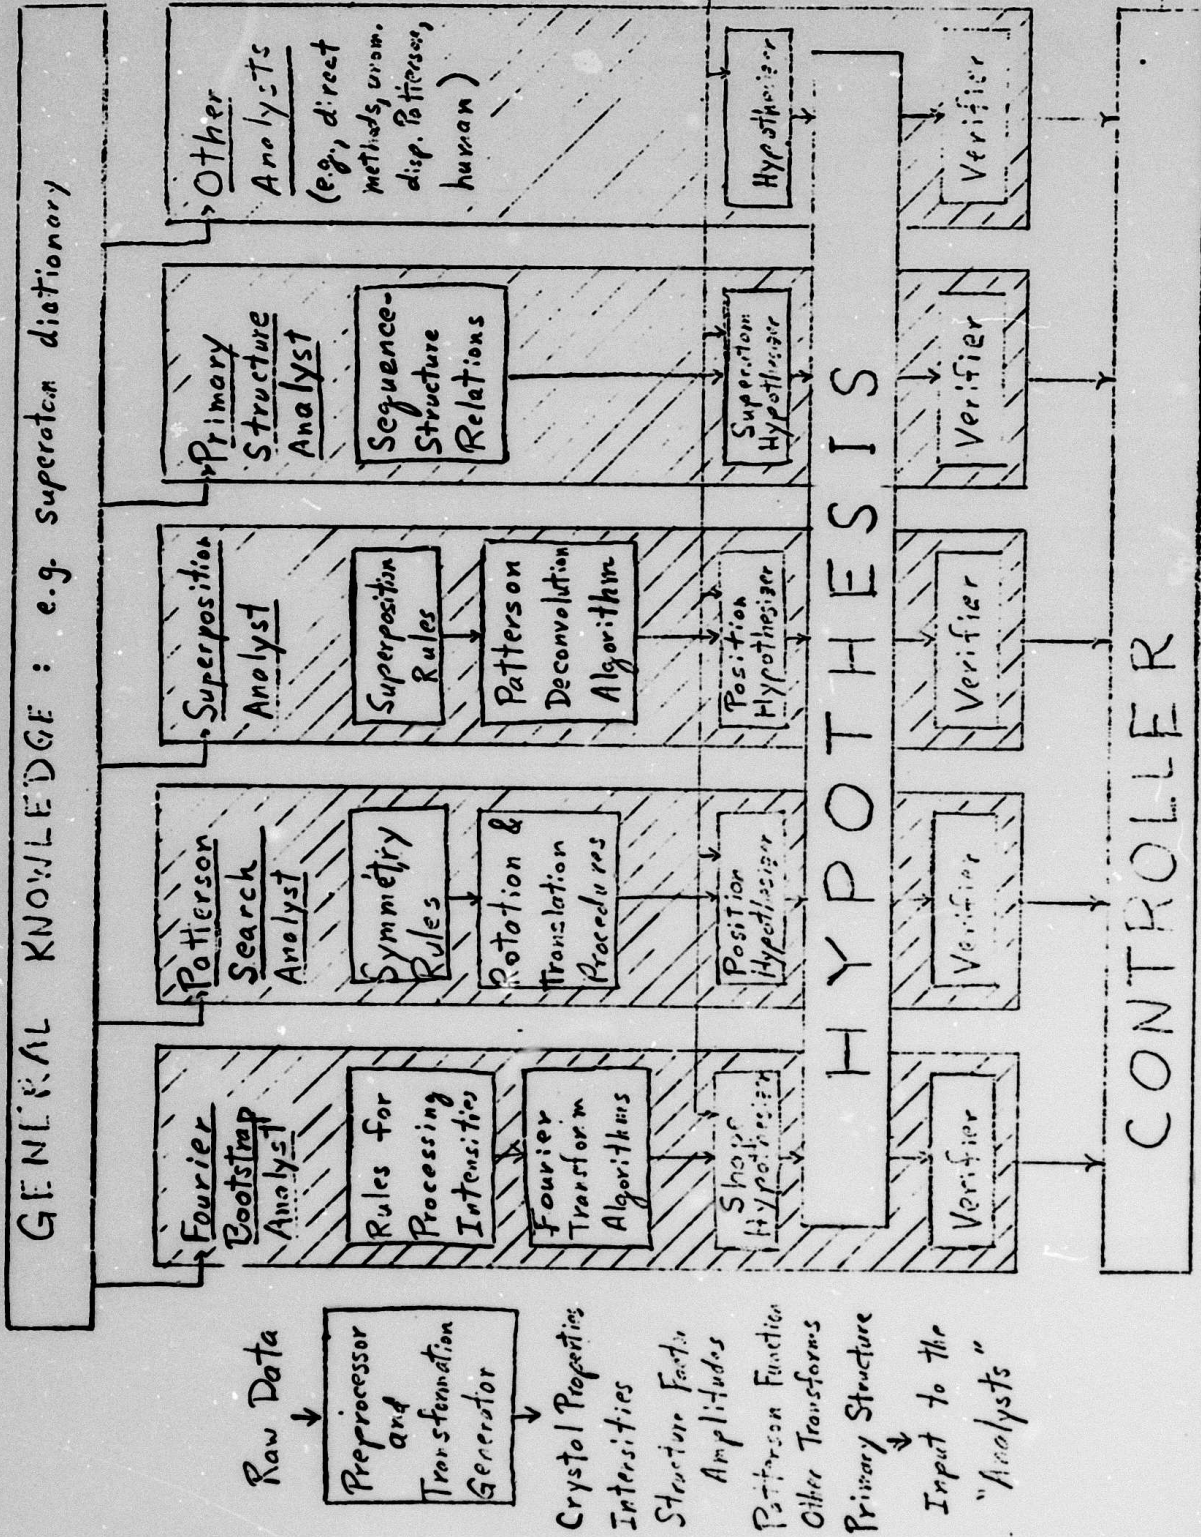 GENERAL KNOWLEDGE : e.g. superatom dictionary
Raw Data
Preprocessor
and
Transformation
Generator
Crystal Properties
Intensities
Structure Factor
Amplitudes
Patterson Function
Other Transforms
Primary Structure
Input to the
"Analysts"
Fourier
Bootstrap
Analyst
Rules for
Processing
Intensities
Fourier
Transform
Algorithms
Shape
Hypothesizer
Verifier
Patterson
Search
Analyst
Symmetry
Rules
Rotation &
Translation
Procedures
Position
Hypothesizer
Verifier
Superposition
Analyst
Superposition
Rules
Patterson
Deconvolution
Algorithm
Position
Hypothesizer
Verifier
Primary
Structure
Analyst
Sequence-
Structure
Relations
Superatom
Hypothesizer
Verifier
Other
Analysts
(e.g., direct
methods, anom.
disp. Patterson,
human)
Hypothesizer
Verifier
HYPOTHESIS
CONTROLLER